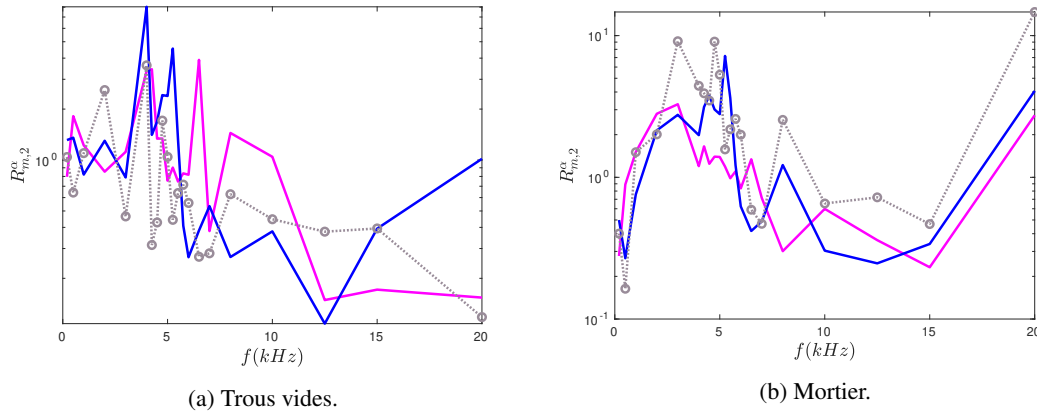 R^α_{m,2}
10^0
0 5 10 15 20
f(kHz)
(a) Trous vides.
R^α_{m,2}
10^1
10^0
10^{-1}
0 5 10 15 20
f(kHz)
(b) Mortier.